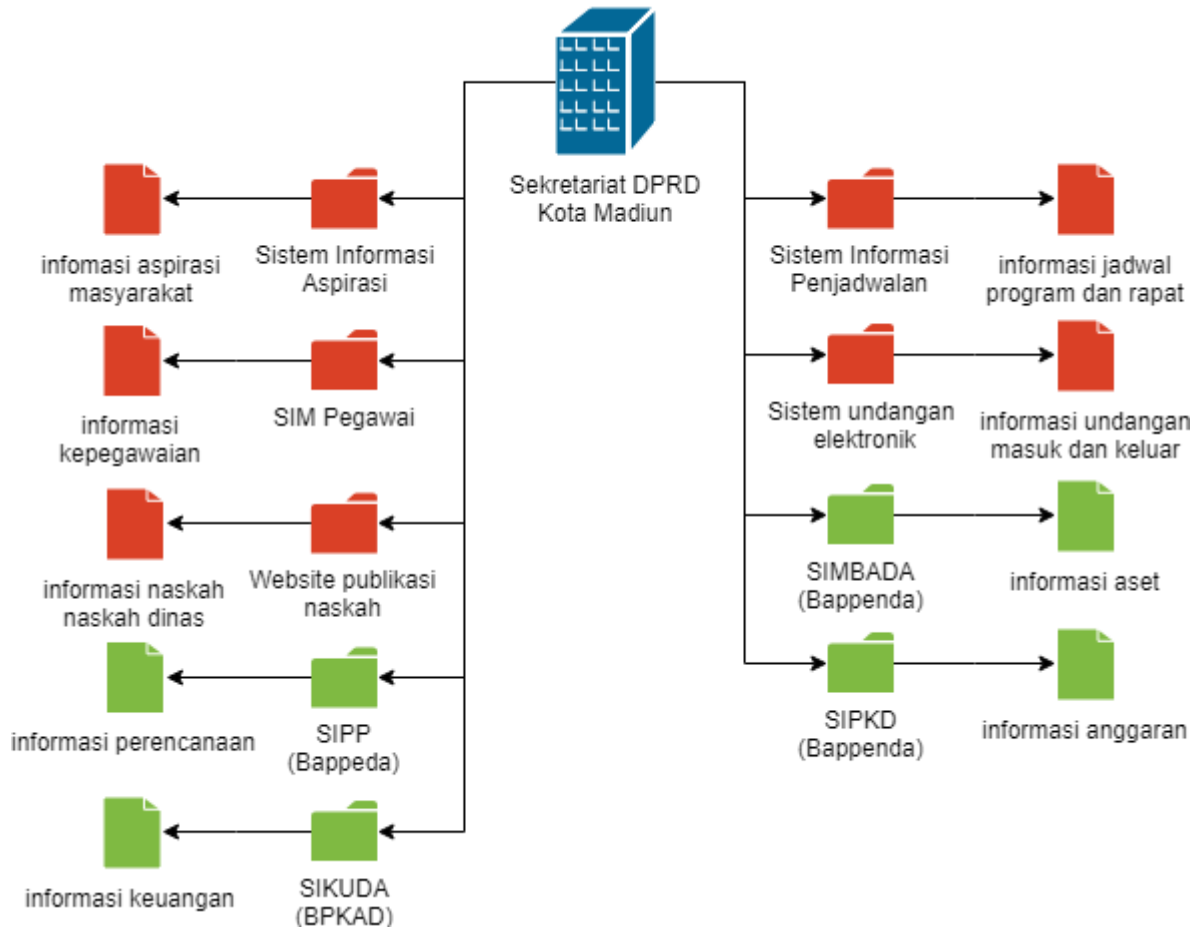 Sekretariat DPRD
Kota Madiun
infomasi aspirasi
masyarakat
Sistem Informasi
Aspirasi
Sistem Informasi
Penjadwalan
informasi jadwal
program dan rapat
informasi
kepegawaian
SIM Pegawai
Sistem undangan
elektronik
informasi undangan
masuk dan keluar
informasi naskah
naskah dinas
Website publikasi
naskah
SIMBADA
(Bappenda)
informasi aset
informasi perencanaan
SIPP
(Bappeda)
SIPKD
(Bappenda)
informasi anggaran
informasi keuangan
SIKUDA
(BPKAD)